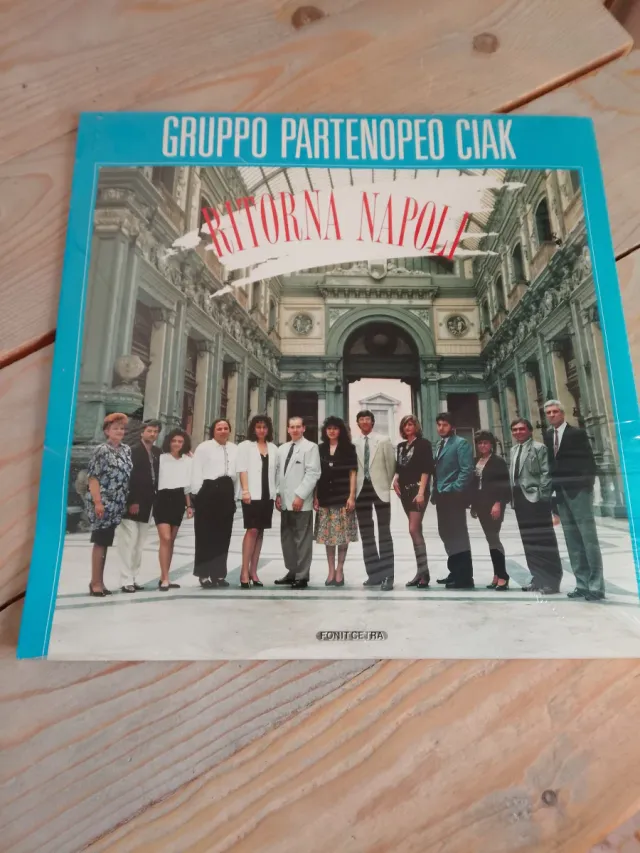 GRUPPO PARTENOPEO CIAK
RITORNA NAPOLI
FONIT CETRA